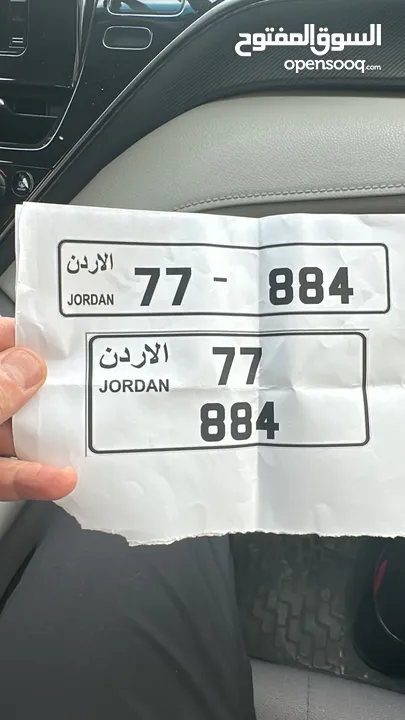 السوق المفتوح
opensooq.com
الاردن
JORDAN 77 - 884
الاردن 77
JORDAN
884